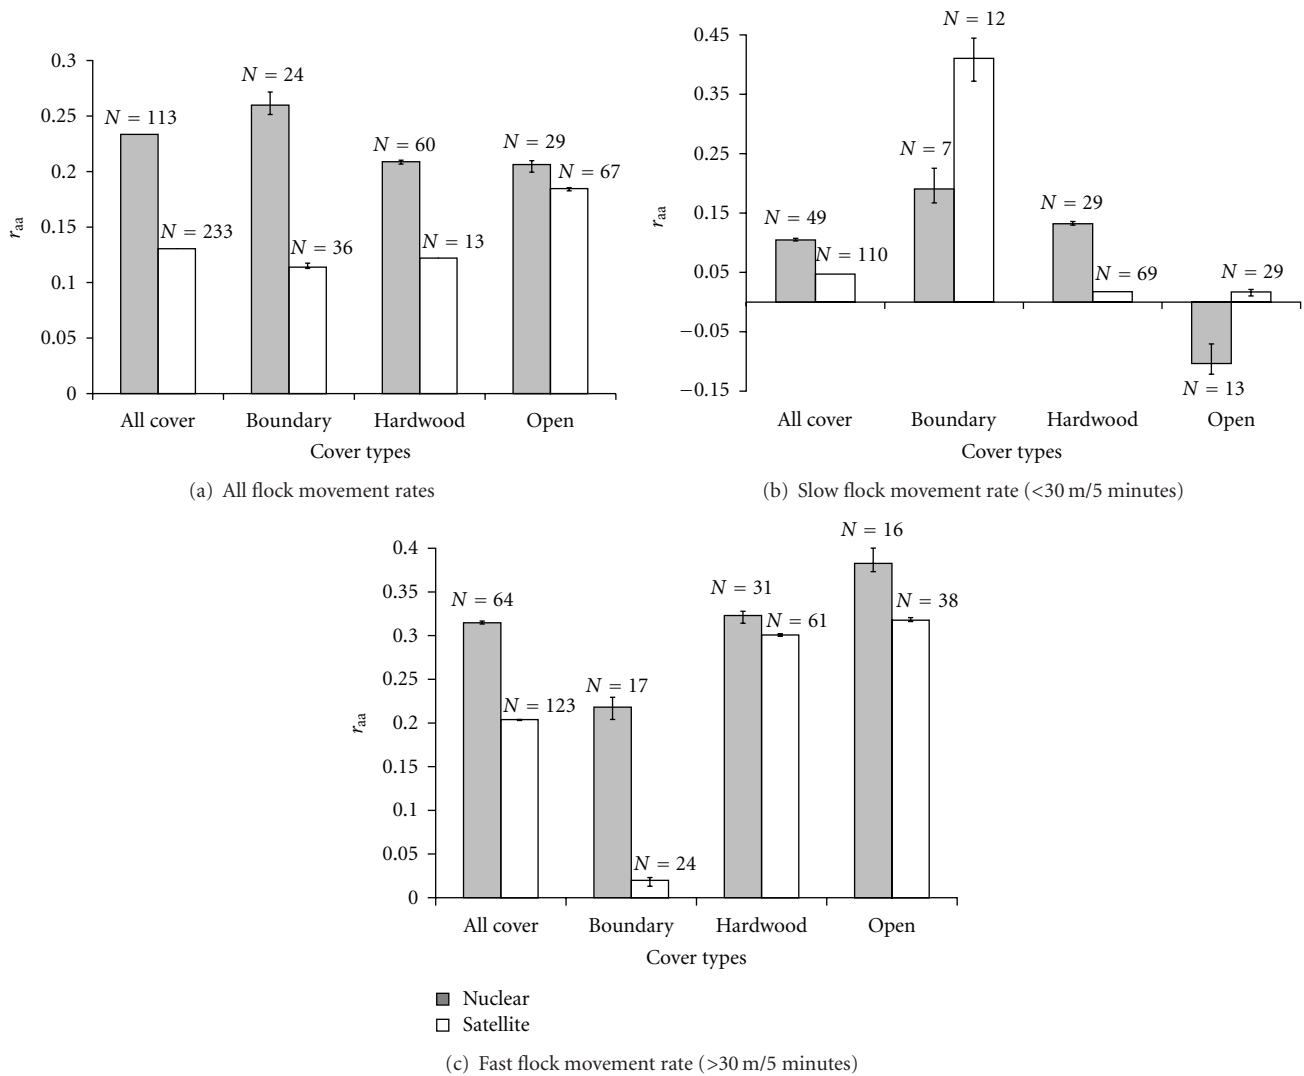 0.3
0.25
0.2
0.15
0.1
0.05
0
raa
N = 113
N = 233
N = 24
N = 36
N = 60
N = 13
N = 29
N = 67
All cover Boundary Hardwood Open
Cover types
(a) All flock movement rates
0.45
0.35
0.25
0.15
0.05
−0.05
−0.15
raa
N = 49
N = 110
N = 7
N = 12
N = 29
N = 69
N = 13
N = 29
All cover Boundary Hardwood Open
Cover types
(b) Slow flock movement rate (<30 m/5 minutes)
0.4
0.35
0.3
0.25
0.2
0.15
0.1
0.05
0
raa
N = 64
N = 123
N = 17
N = 24
N = 31
N = 61
N = 16
N = 38
All cover Boundary Hardwood Open
Cover types
Nuclear
Satellite
(c) Fast flock movement rate (>30 m/5 minutes)